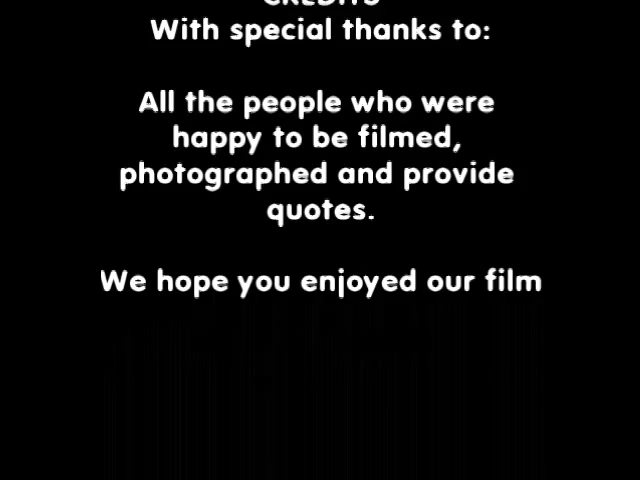 CREDITS
With special thanks to:
All the people who were
happy to be filmed,
photographed and provide
quotes.
We hope you enjoyed our film